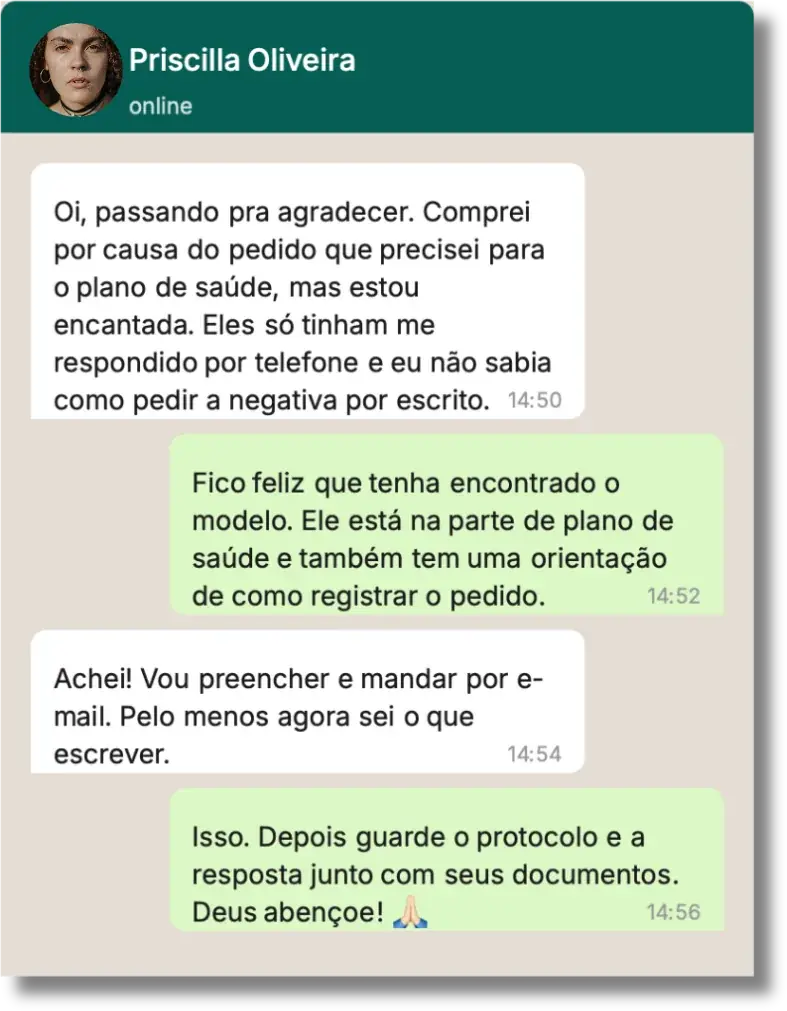 Priscilla Oliveira
online
Oi, passando pra agradecer. Comprei
por causa do pedido que precisei para
o plano de saúde, mas estou
encantada. Eles só tinham me
respondido por telefone e eu não sabia
como pedir a negativa por escrito. 14:50
Fico feliz que tenha encontrado o
modelo. Ele está na parte de plano de
saúde e também tem uma orientação
de como registrar o pedido. 14:52
Achei! Vou preencher e mandar por e-
mail. Pelo menos agora sei o que
escrever. 14:54
Isso. Depois guarde o protocolo e a
resposta junto com seus documentos.
Deus abençoe! 🙏🏻 14:56